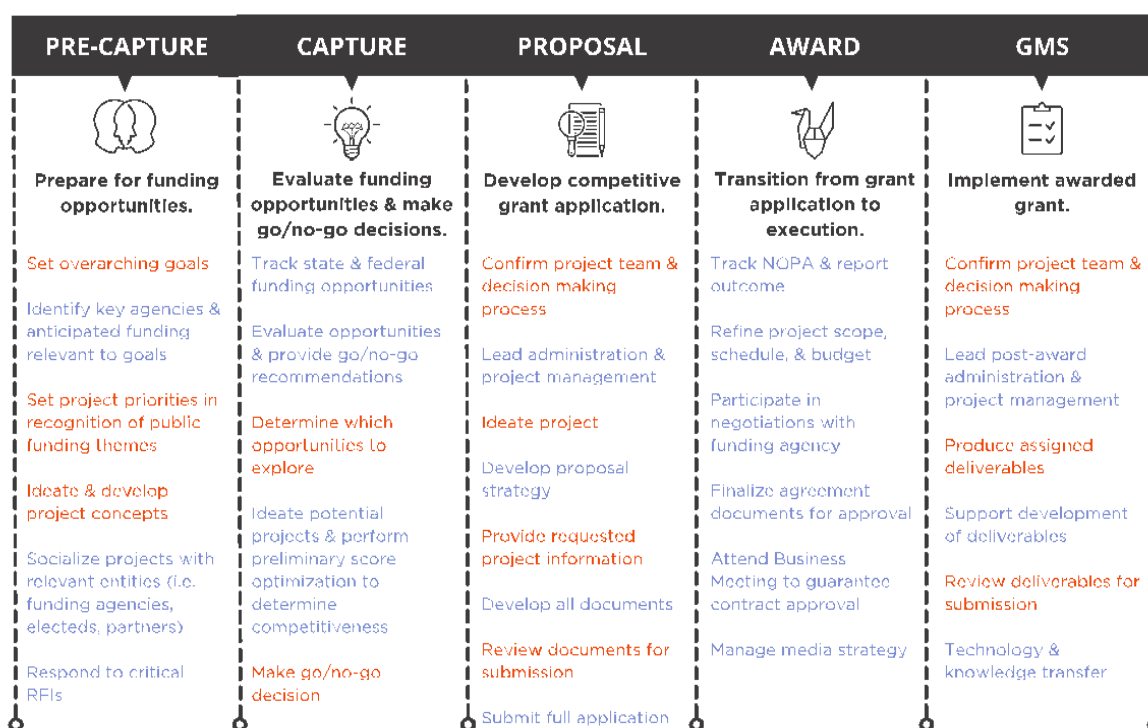 PRE-CAPTURE
CAPTURE
PROPOSAL
AWARD
GMS
Prepare for funding
opportunities.
Set overarching goals
Identify key agencies &
anticipated funding
relevant to goals
Set project priorities in
recognition of public
funding themes
Ideate & develop
project concepts
Socialize projects with
relevant entities (i.e.
funding agencies,
electeds, partners)
Respond to critical
RFIs
Evaluate funding
opportunities & make
go/no-go decisions.
Track state & federal
funding opportunities
Evaluate opportunities
& provide go/no-go
recommendations
Determine which
opportunities to
explore
Ideate potential
projects & perform
preliminary score
optimization to
determine
competitiveness
Make go/no-go
decision
Develop competitive
grant application.
Confirm project team &
decision making
process
Lead administration &
project management
Ideate project
Develop proposal
strategy
Provide requested
project information
Develop all documents
Review documents for
submission
Submit full application
Transition from grant
application to
execution.
Track NOPA & report
outcome
Refine project scope,
schedule, & budget
Participate in
negotiations with
funding agency
Finalize agreement
documents for approval
Attend Business
Meeting to guarantee
contract approval
Manage media strategy
Implement awarded
grant.
Confirm project team &
decision making
process
Lead post-award
administration &
project management
Produce assigned
deliverables
Support development
of deliverables
Review deliverables for
submission
Technology &
knowledge transfer